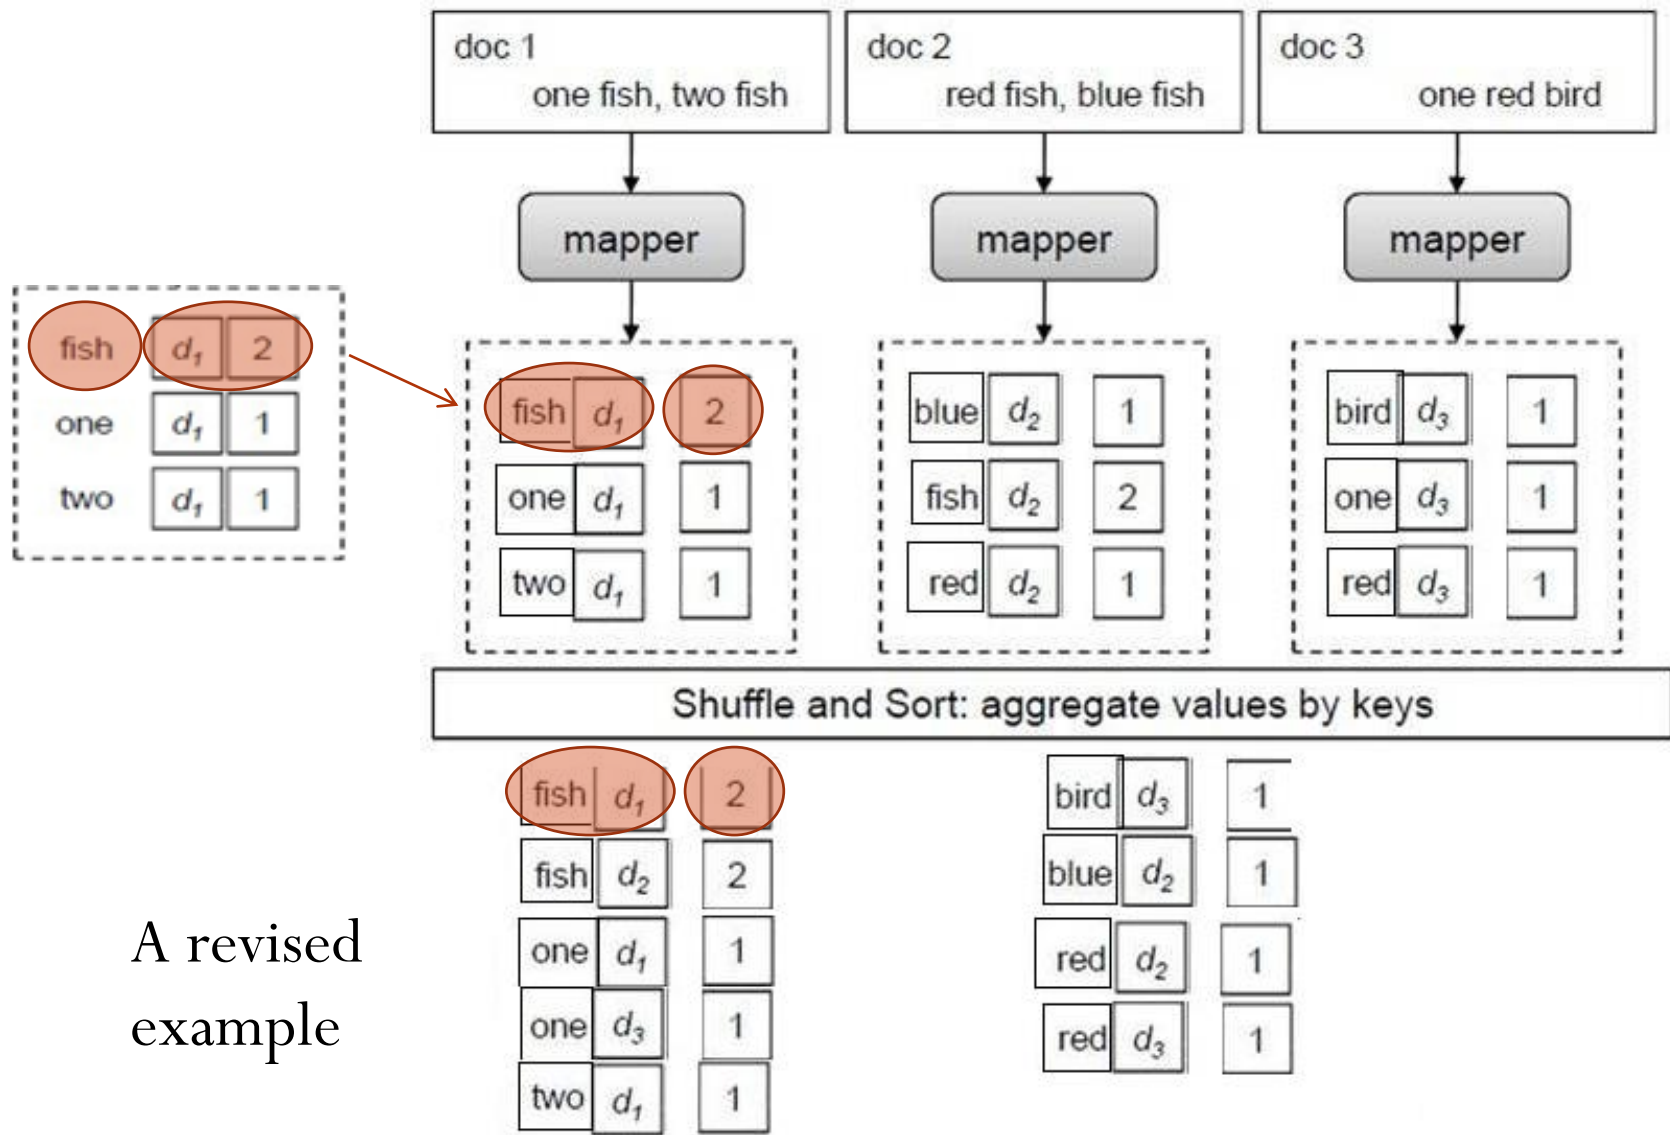 doc 1
one fish, two fish
doc 2
red fish, blue fish
doc 3
one red bird
mapper
mapper
mapper
fish d1 2
one d1 1
two d1 1
fish d1 2
one d1 1
two d1 1
blue d2 1
fish d2 2
red d2 1
bird d3 1
one d3 1
red d3 1
Shuffle and Sort: aggregate values by keys
fish d1 2
fish d2 2
one d1 1
one d3 1
two d1 1
bird d3 1
blue d2 1
red d2 1
red d3 1
A revised
example